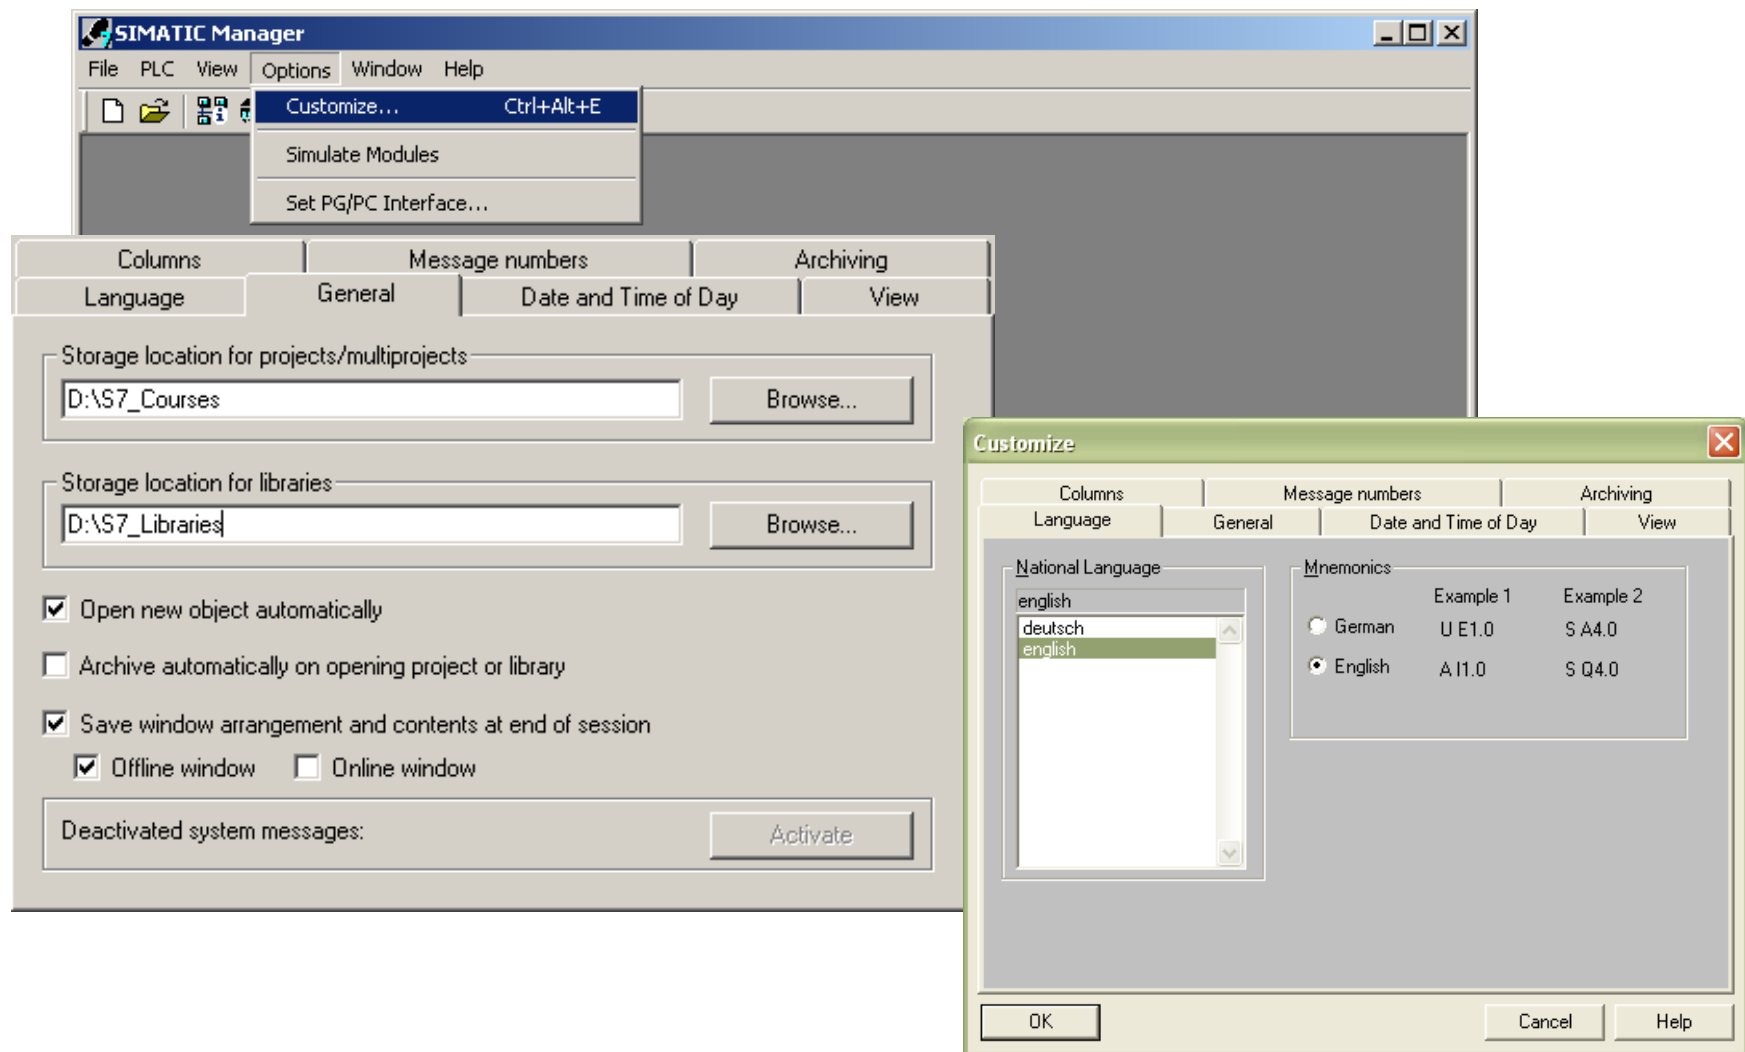 SIMATIC Manager
File PLC View Options Window Help
Customize... Ctrl+Alt+E
Simulate Modules
Set PG/PC Interface...
Columns Message numbers Archiving
Language General Date and Time of Day View
Storage location for projects/multiprojects
D:\S7_Courses Browse...
Storage location for libraries
D:\S7_Libraries Browse...
Open new object automatically
Archive automatically on opening project or library
Save window arrangement and contents at end of session
Offline window Online window
Deactivated system messages: Activate
Customize
Columns Message numbers Archiving
Language General Date and Time of Day View
National Language
english
deutsch
english
Mnemonics
Example 1 Example 2
German U E1.0 S A4.0
English A I1.0 S Q4.0
OK Cancel Help